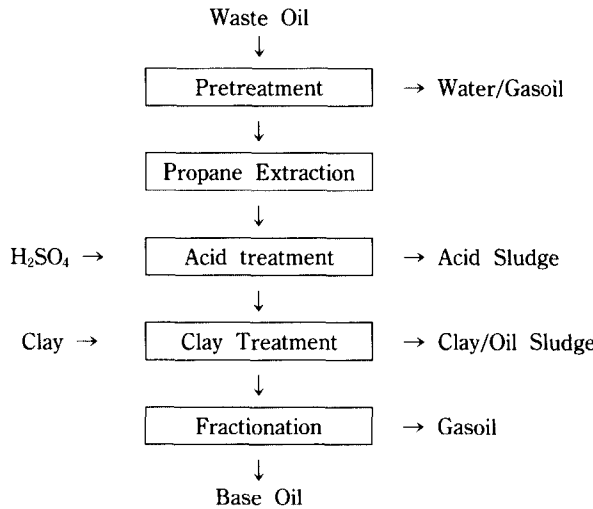 Waste Oil
↓
Pretreatment → Water/Gasoil
↓
Propane Extraction
↓
H₂SO₄ → Acid treatment → Acid Sludge
↓
Clay → Clay Treatment → Clay/Oil Sludge
↓
Fractionation → Gasoil
↓
Base Oil